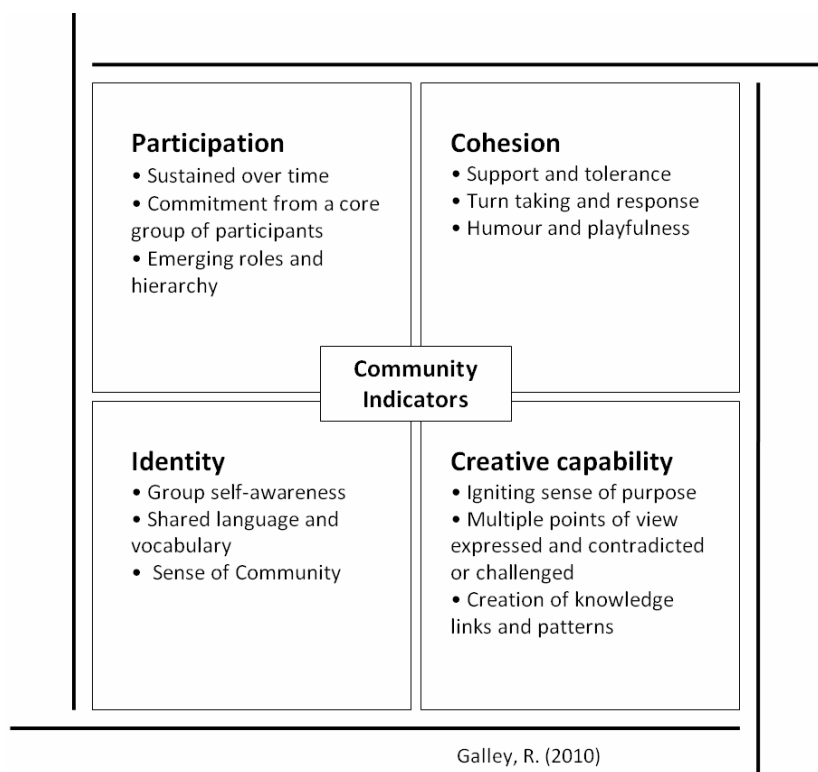 Participation
• Sustained over time
• Commitment from a core
group of participants
• Emerging roles and
hierarchy
Cohesion
• Support and tolerance
• Turn taking and response
• Humour and playfulness
Community
Indicators
Identity
• Group self-awareness
• Shared language and
vocabulary
• Sense of Community
Creative capability
• Igniting sense of purpose
• Multiple points of view
expressed and contradicted
or challenged
• Creation of knowledge
links and patterns
Galley, R. (2010)